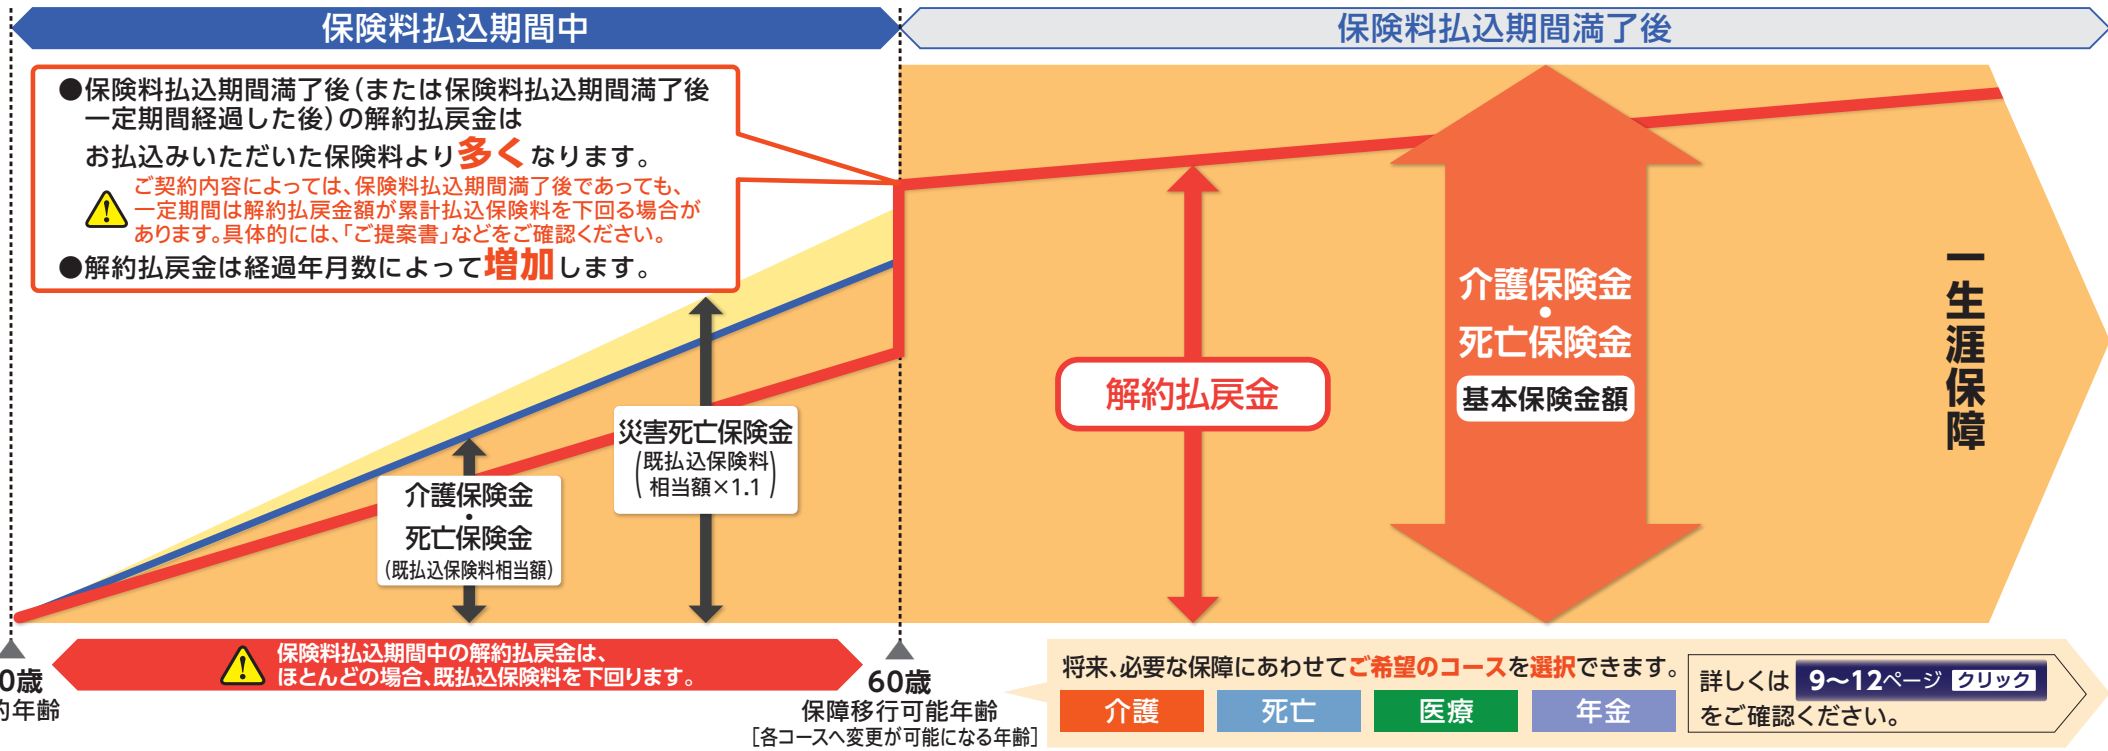 保険料払込期間中
保険料払込期間満了後
●保険料払込期間満了後(または保険料払込期間満了後
一定期間経過した後)の解約払戻金は
お払込みいただいた保険料より多くなります。
ご契約内容によっては、保険料払込期間満了後であっても、
一定期間は解約払戻金額が累計払込保険料を下回る場合が
あります。具体的には、「ご提案書」などをご確認ください。
●解約払戻金は経過年月数によって増加します。
災害死亡保険金
(既払込保険料
相当額×1.1)
介護保険金
・
死亡保険金
(既払込保険料相当額)
解約払戻金
介護保険金
・
死亡保険金
基本保険金額
一生涯保障
保険料払込期間中の解約払戻金は、
ほとんどの場合、既払込保険料を下回ります。
0歳
年齢
60歳
保障移行可能年齢
[各コースへ変更が可能になる年齢]
将来、必要な保障にあわせてご希望のコースを選択できます。
介護
死亡
医療
年金
詳しくは 9〜12ページ クリック
をご確認ください。